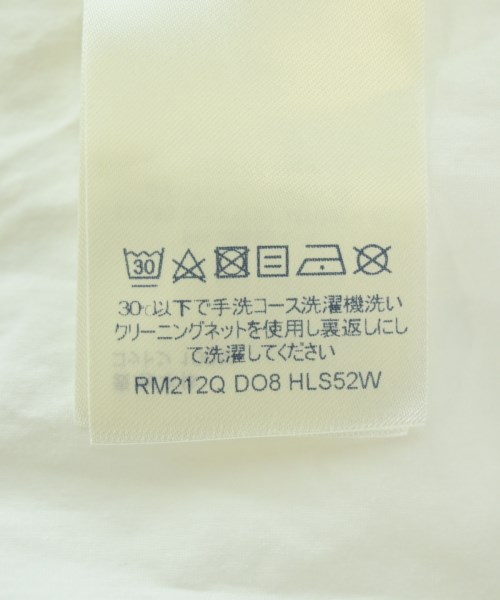 30
30℃以下で手洗コース洗濯機洗い
クリーニングネットを使用し裏返しにし
て洗濯してください
RM212Q DO8 HLS52W